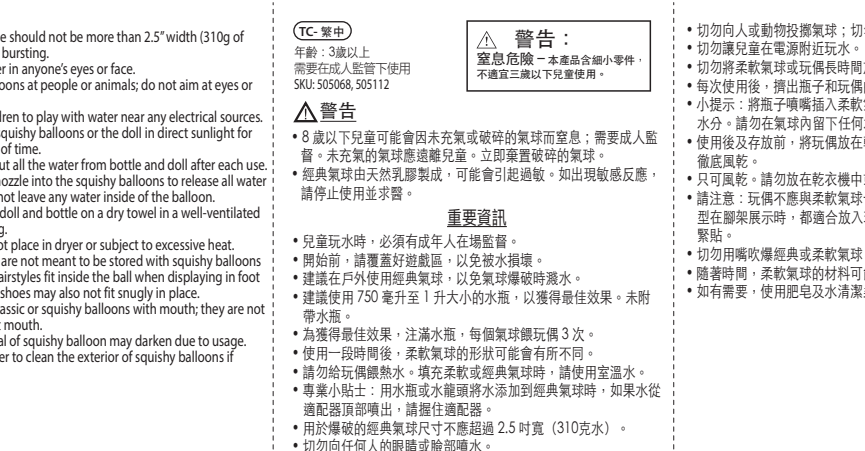 e should not be more than 2.5” width (310g of
bursting.
er in anyone’s eyes or face.
oons at people or animals; do not aim at eyes or
dren to play with water near any electrical sources.
squishy balloons or the doll in direct sunlight for
of time.
ut all the water from bottle and doll after each use.
nozzle into the squishy balloons to release all water
not leave any water inside of the balloon.
doll and bottle on a dry towel in a well-ventilated
g.
ot place in dryer or subject to excessive heat.
are not meant to be stored with squishy balloons
airstyles fit inside the ball when displaying in foot
shoes may also not fit snugly in place.
assic or squishy balloons with mouth; they are not
t mouth.
al of squishy balloon may darken due to usage.
er to clean the exterior of squishy balloons if
(TC- 繁中)
年齡：3歲以上
需要在成人監管下使用
SKU: 505068, 505112
警告：
窒息危險 – 本產品含細小零件，
不適宜三歲以下兒童使用。
警告
• 8 歲以下兒童可能會因未充氣或破碎的氣球而窒息；需要成人監
督。未充氣的氣球應遠離兒童。立即棄置破碎的氣球。
• 經典氣球由天然乳膠製成，可能會引起過敏。如出現敏感反應，
請停止使用並求醫。
重要資訊
• 兒童玩水時，必須有成年人在場監督。
• 開始前，請覆蓋好遊戲區，以免被水損壞。
• 建議在戶外使用經典氣球，以免氣球爆破時濺水。
• 建議使用 750 毫升至 1 升大小的水瓶，以獲得最佳效果。未附
帶水瓶。
• 為獲得最佳效果，注滿水瓶，每個氣球餵玩偶 3 次。
• 使用一段時間後，柔軟氣球的形狀可能會有所不同。
• 請勿給玩偶餵熱水。填充柔軟或經典氣球時，請使用室溫水。
• 專業小貼士：用水瓶或水龍頭將水添加到經典氣球時，如果水從
適配器頂部噴出，請握住適配器。
• 用於爆破的經典氣球尺寸不應超過 2.5 吋寬（310克水）。
• 切勿向任何人的眼睛或臉部噴水。
• 切勿向人或動物投擲氣球；切
• 切勿讓兒童在電源附近玩水。
• 切勿將柔軟氣球或玩偶長時間
• 每次使用後，擠出瓶子和玩偶
• 小提示：將瓶子噴嘴插入柔軟
水分。請勿在氣球內留下任何
• 使用後及存放前，將玩偶放在
徹底風乾。
• 只可風乾。請勿放在乾衣機中
• 請注意：玩偶不應與柔軟氣球
型在腳架展示時，都適合放入
緊貼。
• 切勿用嘴吹爆經典或柔軟氣球
• 隨著時間，柔軟氣球的材料可
• 如有需要，使用肥皂及水清潔